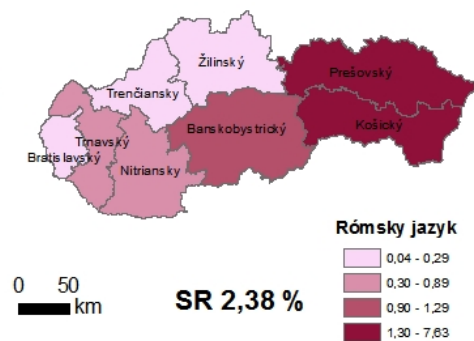 Žilinský
Prešovský
Trenčiansky
Košický
Banskobystrický
Trnavský
Bratislavský
Nitriansky
Rómsky jazyk
0,04 - 0,29
0,30 - 0,89
0,90 - 1,29
1,30 - 7,63
0 50
km
SR 2,38 %